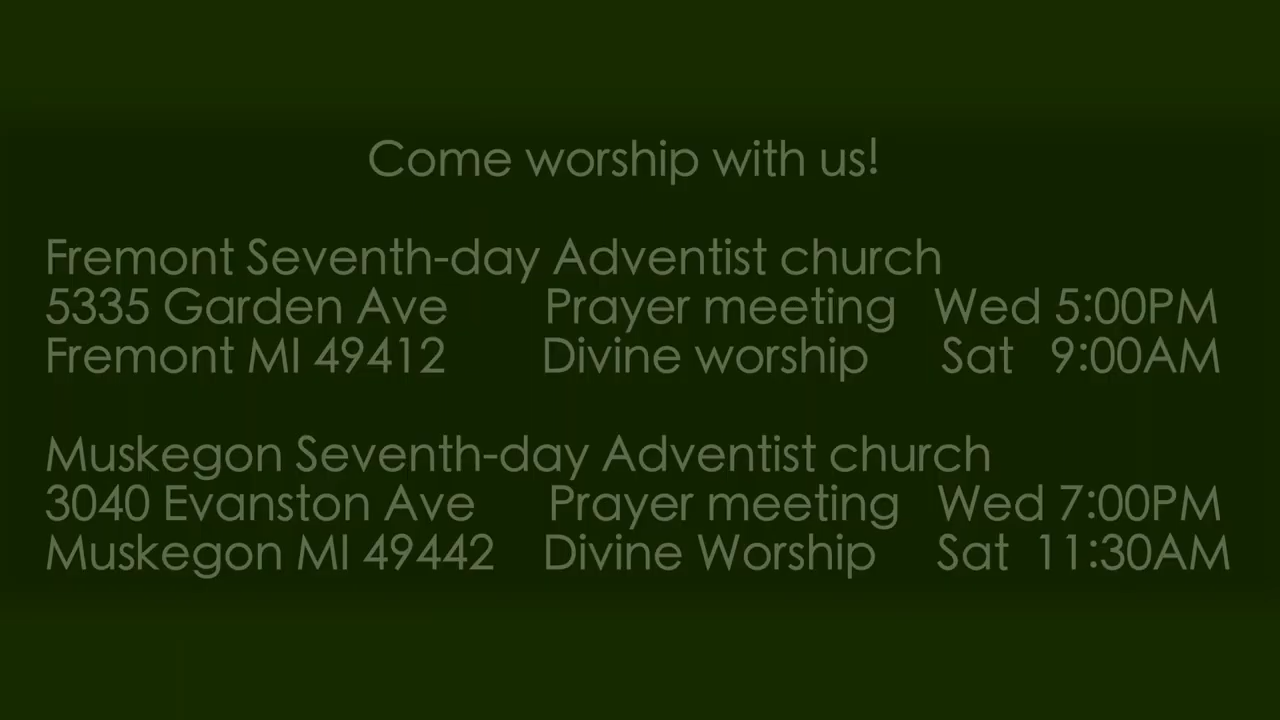 Come worship with us!
Fremont Seventh-day Adventist church
5335 Garden Ave Prayer meeting Wed 5:00PM
Fremont MI 49412 Divine worship Sat 9:00AM
Muskegon Seventh-day Adventist church
3040 Evanston Ave Prayer meeting Wed 7:00PM
Muskegon MI 49442 Divine Worship Sat 11:30AM